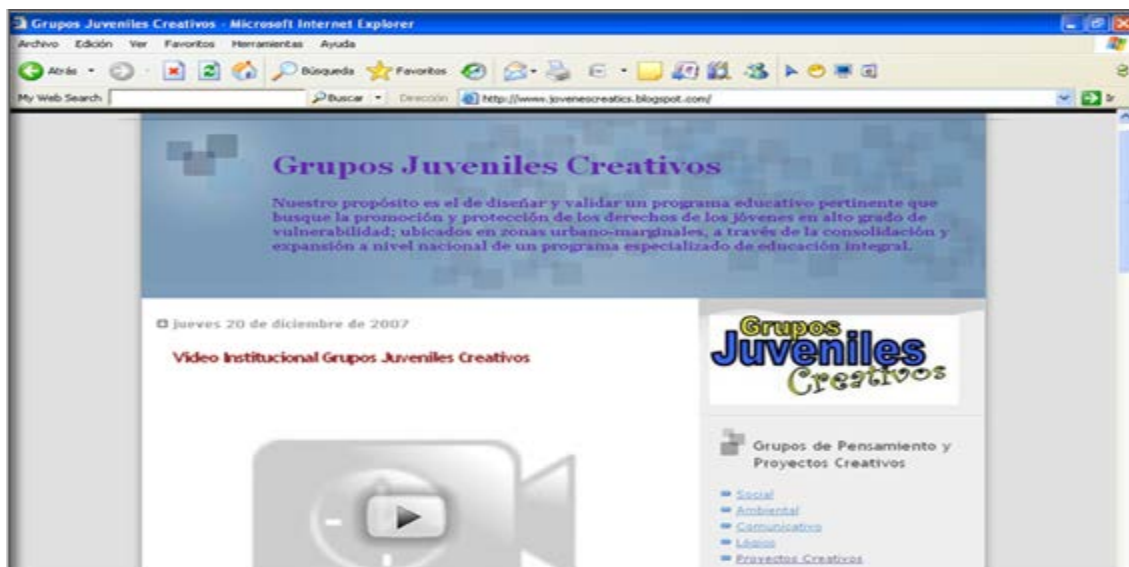 Grupos Juveniles Creativos - Microsoft Internet Explorer
Archivo Edición Ver Favoritos Herramientas Ayuda
Atrás Búsqueda Favoritos
My Web Search Buscar Dirección http://www.jovenescreatics.blogspot.com/ Ir
Grupos Juveniles Creativos
Nuestro propósito es el de diseñar y validar un programa educativo pertinente que
busque la promoción y protección de los derechos de los jóvenes en alto grado de
vulnerabilidad; ubicados en zonas urbano-marginales, a través de la consolidación y
expansión a nivel nacional de un programa especializado de educación integral.
jueves 20 de diciembre de 2007
Video Institucional Grupos Juveniles Creativos
Grupos
Juveniles
Creativos
Grupos de Pensamiento y
Proyectos Creativos
Social
Ambiental
Comunicativo
Lógico
Proyectos Creativos